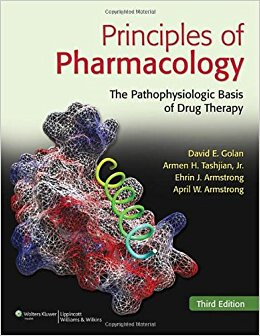 Principles of
Pharmacology
The Pathophysiologic Basis
of Drug Therapy
David E. Golan
Armen H. Tashjian, Jr.
Ehrin J. Armstrong
April W. Armstrong
Third Edition
Wolters Kluwer
Lippincott
Williams & Wilkins